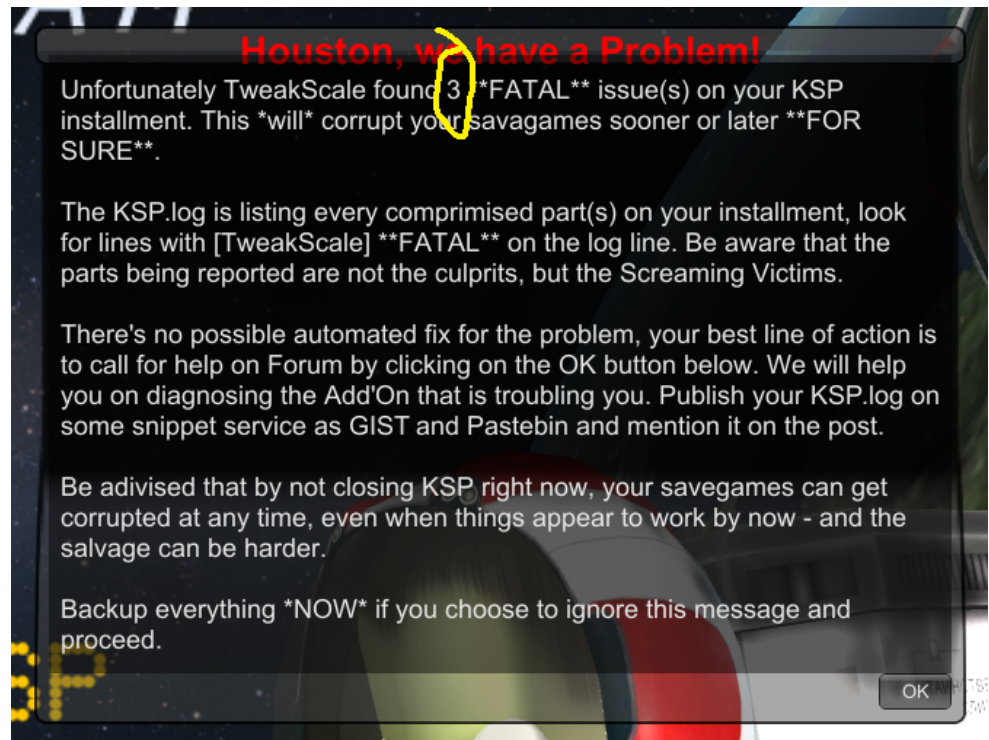 Houston, we have a Problem!
Unfortunately TweakScale found 3 **FATAL** issue(s) on your KSP
installment. This *will* corrupt your savagames sooner or later **FOR
SURE**.
The KSP.log is listing every comprimised part(s) on your installment, look
for lines with [TweakScale] **FATAL** on the log line. Be aware that the
parts being reported are not the culprits, but the Screaming Victims.
There's no possible automated fix for the problem, your best line of action is
to call for help on Forum by clicking on the OK button below. We will help
you on diagnosing the Add'On that is troubling you. Publish your KSP.log on
some snippet service as GIST and Pastebin and mention it on the post.
Be adivised that by not closing KSP right now, your savegames can get
corrupted at any time, even when things appear to work by now - and the
salvage can be harder.
Backup everything *NOW* if you choose to ignore this message and
proceed.
OK